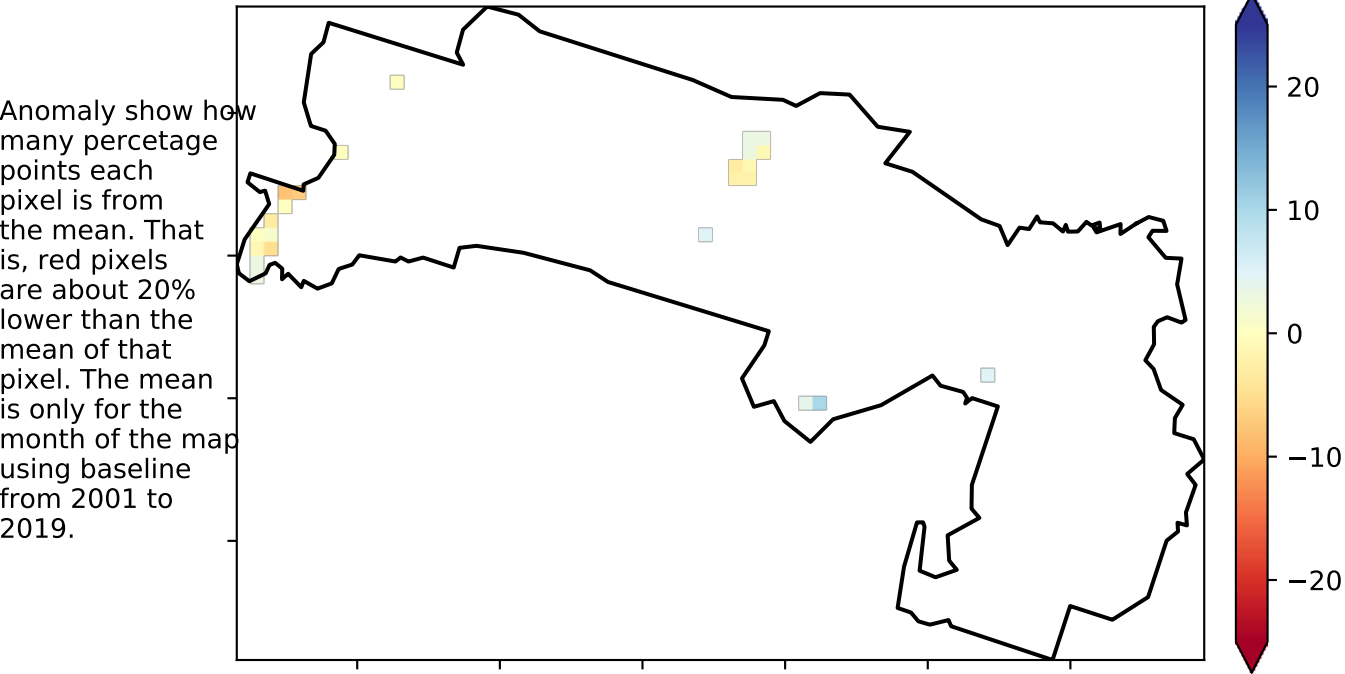 Anomaly show how
many percetage
points each
pixel is from
the mean. That
is, red pixels
are about 20%
lower than the
mean of that
pixel. The mean
is only for the
month of the map
using baseline
from 2001 to
2019.
20
10
0
−10
−20